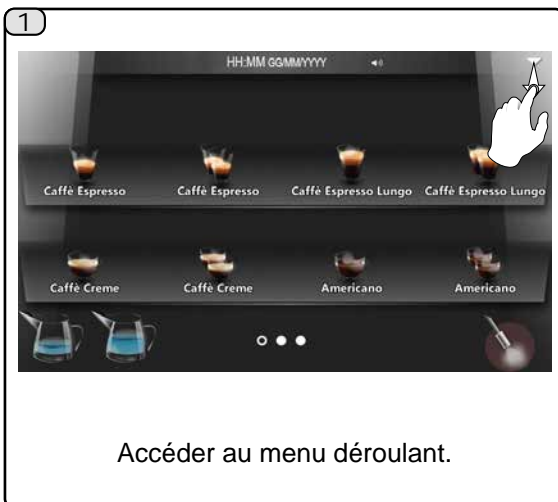 1
HH:MM GG/MM/YYYY
Caffè Espresso Caffè Espresso Caffè Espresso Lungo Caffè Espresso Lungo
Caffè Creme Caffè Creme Americano Americano
Accéder au menu déroulant.